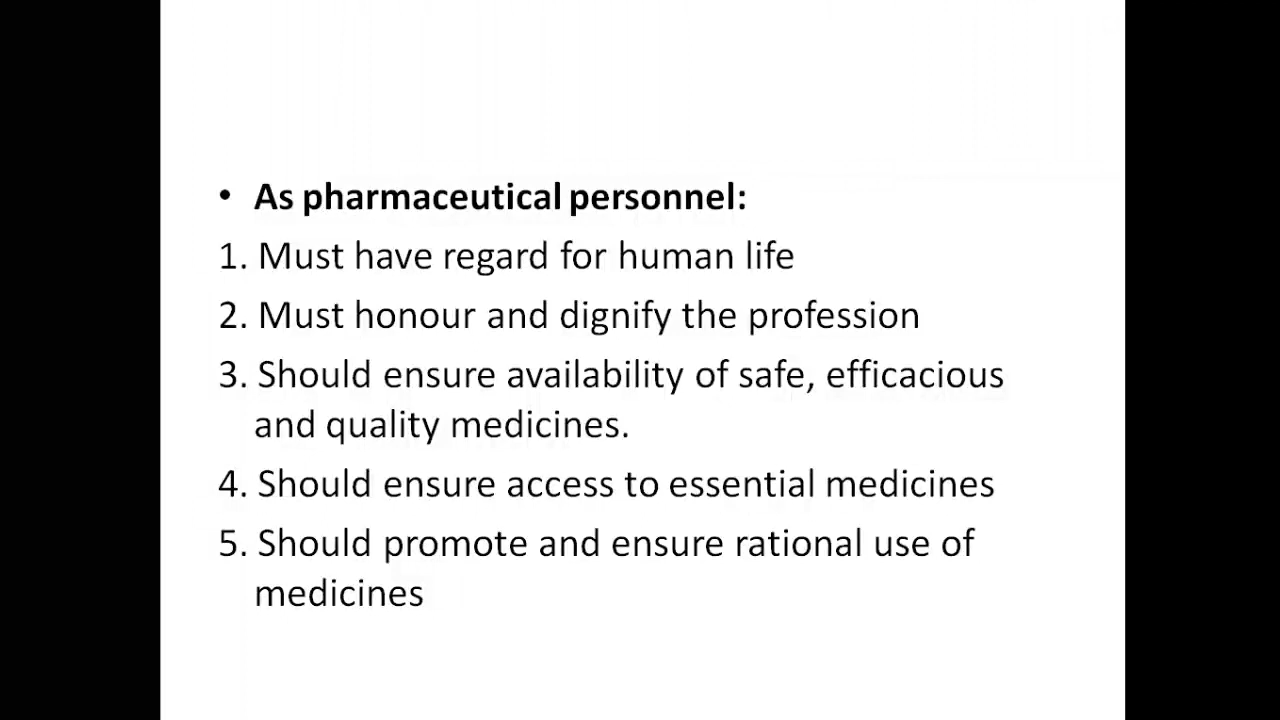 • As pharmaceutical personnel:
1. Must have regard for human life
2. Must honour and dignify the profession
3. Should ensure availability of safe, efficacious
and quality medicines.
4. Should ensure access to essential medicines
5. Should promote and ensure rational use of
medicines